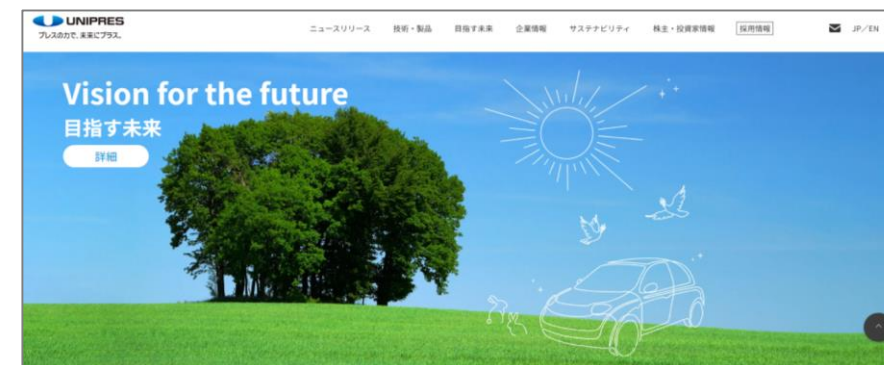 UNIPRES
プレスの力で、未来にプラス。
ニュースリリース 技術・製品 目指す未来 企業情報 サステナビリティ 株主・投資家情報 採用情報 JP/EN
Vision for the future
目指す未来
詳細